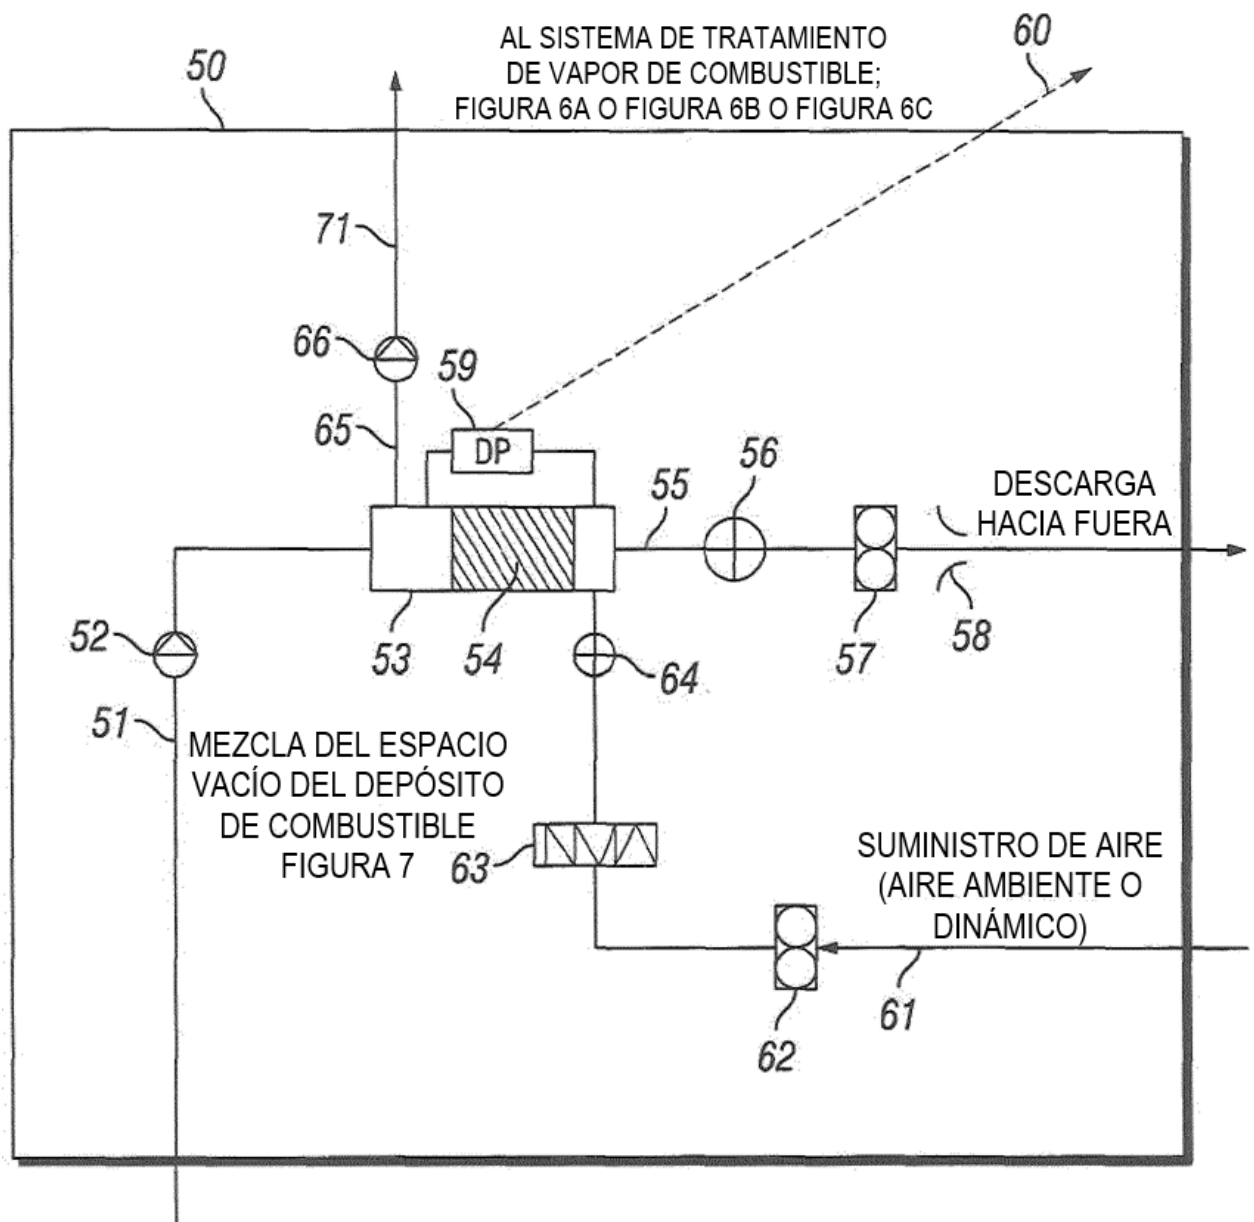 AL SISTEMA DE TRATAMIENTO
DE VAPOR DE COMBUSTIBLE;
FIGURA 6A O FIGURA 6B O FIGURA 6C
60
50
71
66
59
65
DP
56
55
DESCARGA
HACIA FUERA
52
53
54
57
58
64
51
MEZCLA DEL ESPACIO
VACÍO DEL DEPÓSITO
DE COMBUSTIBLE
FIGURA 7
63
SUMINISTRO DE AIRE
(AIRE AMBIENTE O
DINÁMICO)
61
62